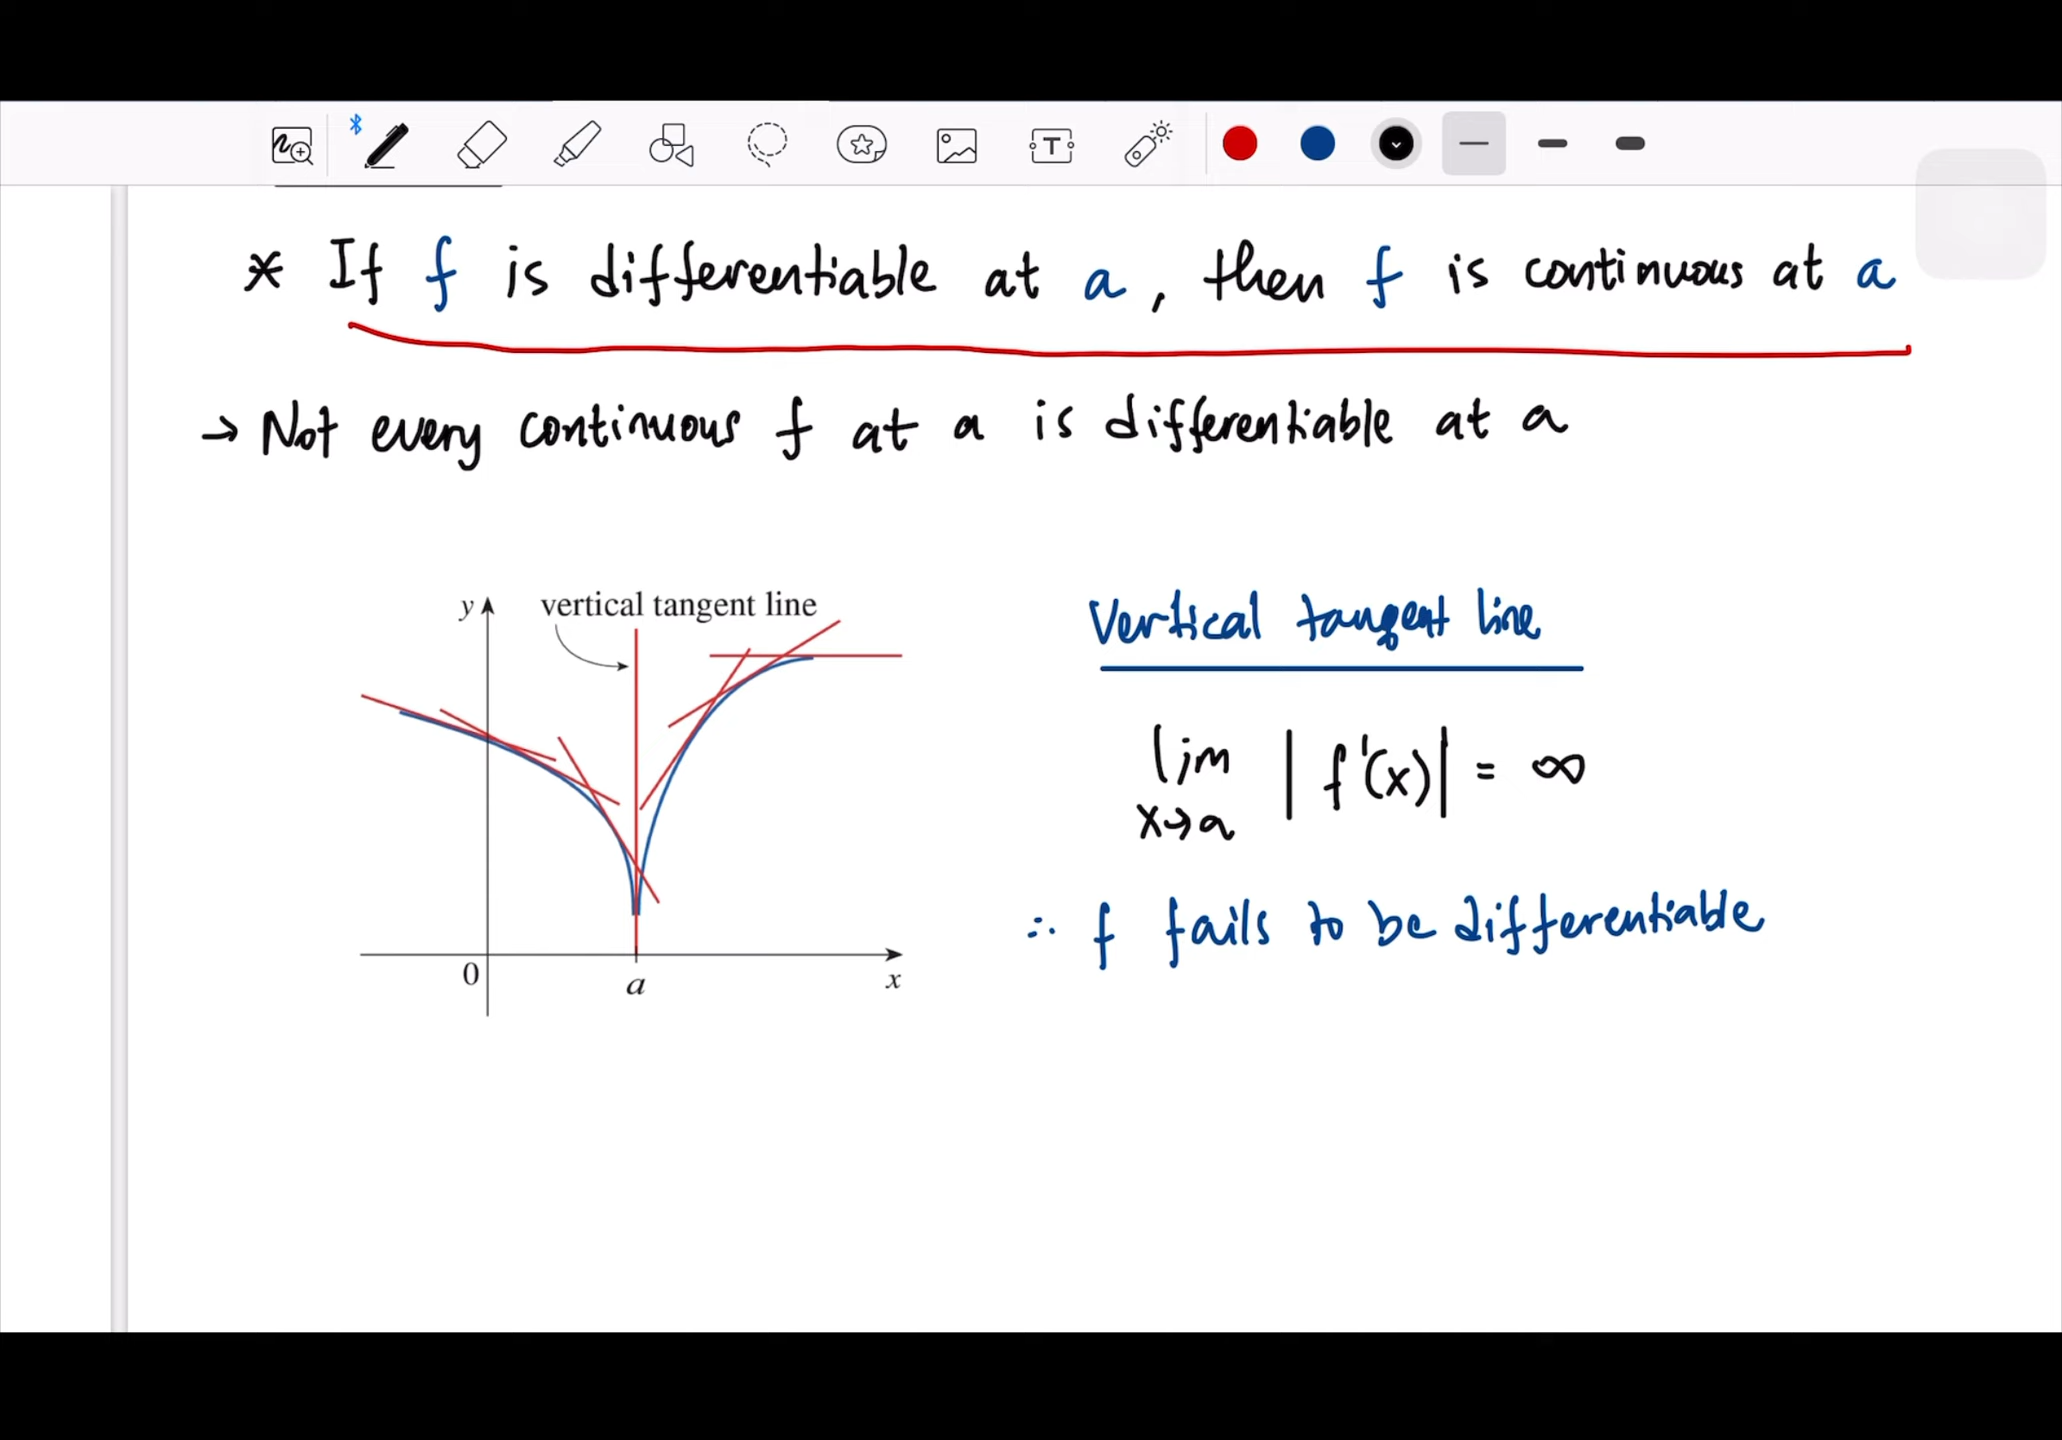 * If f is differentiable at a, then f is continuous at a
→ Not every continuous f at a is differentiable at a
y
vertical tangent line
0
a
x
Vertical tangent line
lim |f'(x)| = ∞
x→a
∴ f fails to be differentiable